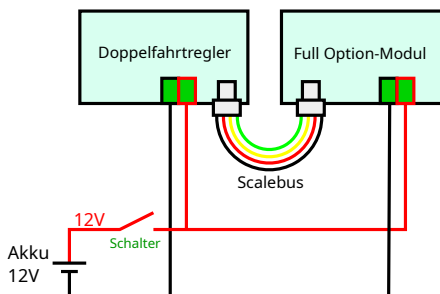 Doppelfahrtregler
Full Option-Modul
Scalebus
12V
Schalter
Akku
12V